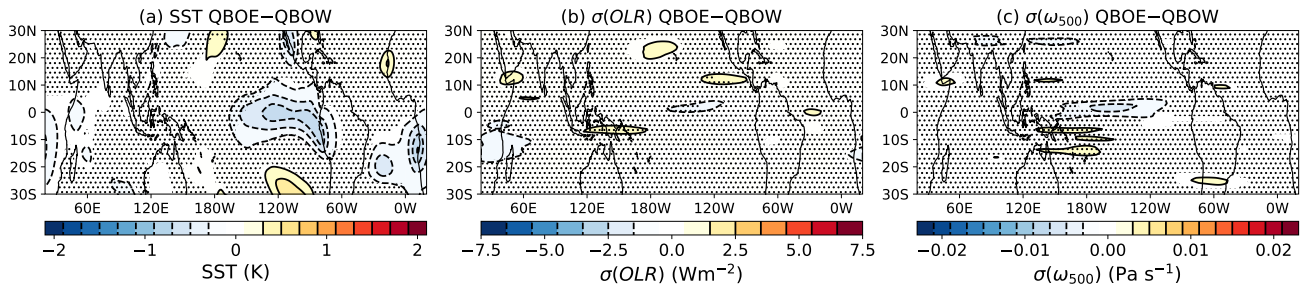 (a) SST QBOE−QBOW
(b) σ(OLR) QBOE−QBOW
(c) σ(ω₅₀₀) QBOE−QBOW
30N
20N
10N
0
10S
20S
30S
60E 120E 180W 120W 60W 0W
30N
20N
10N
0
10S
20S
30S
60E 120E 180W 120W 60W 0W
30N
20N
10N
0
10S
20S
30S
60E 120E 180W 120W 60W 0W
−2 −1 0 1 2
SST (K)
−7.5 −5.0 −2.5 0.0 2.5 5.0 7.5
σ(OLR) (Wm⁻²)
−0.02 −0.01 0.00 0.01 0.02
σ(ω₅₀₀) (Pa s⁻¹)